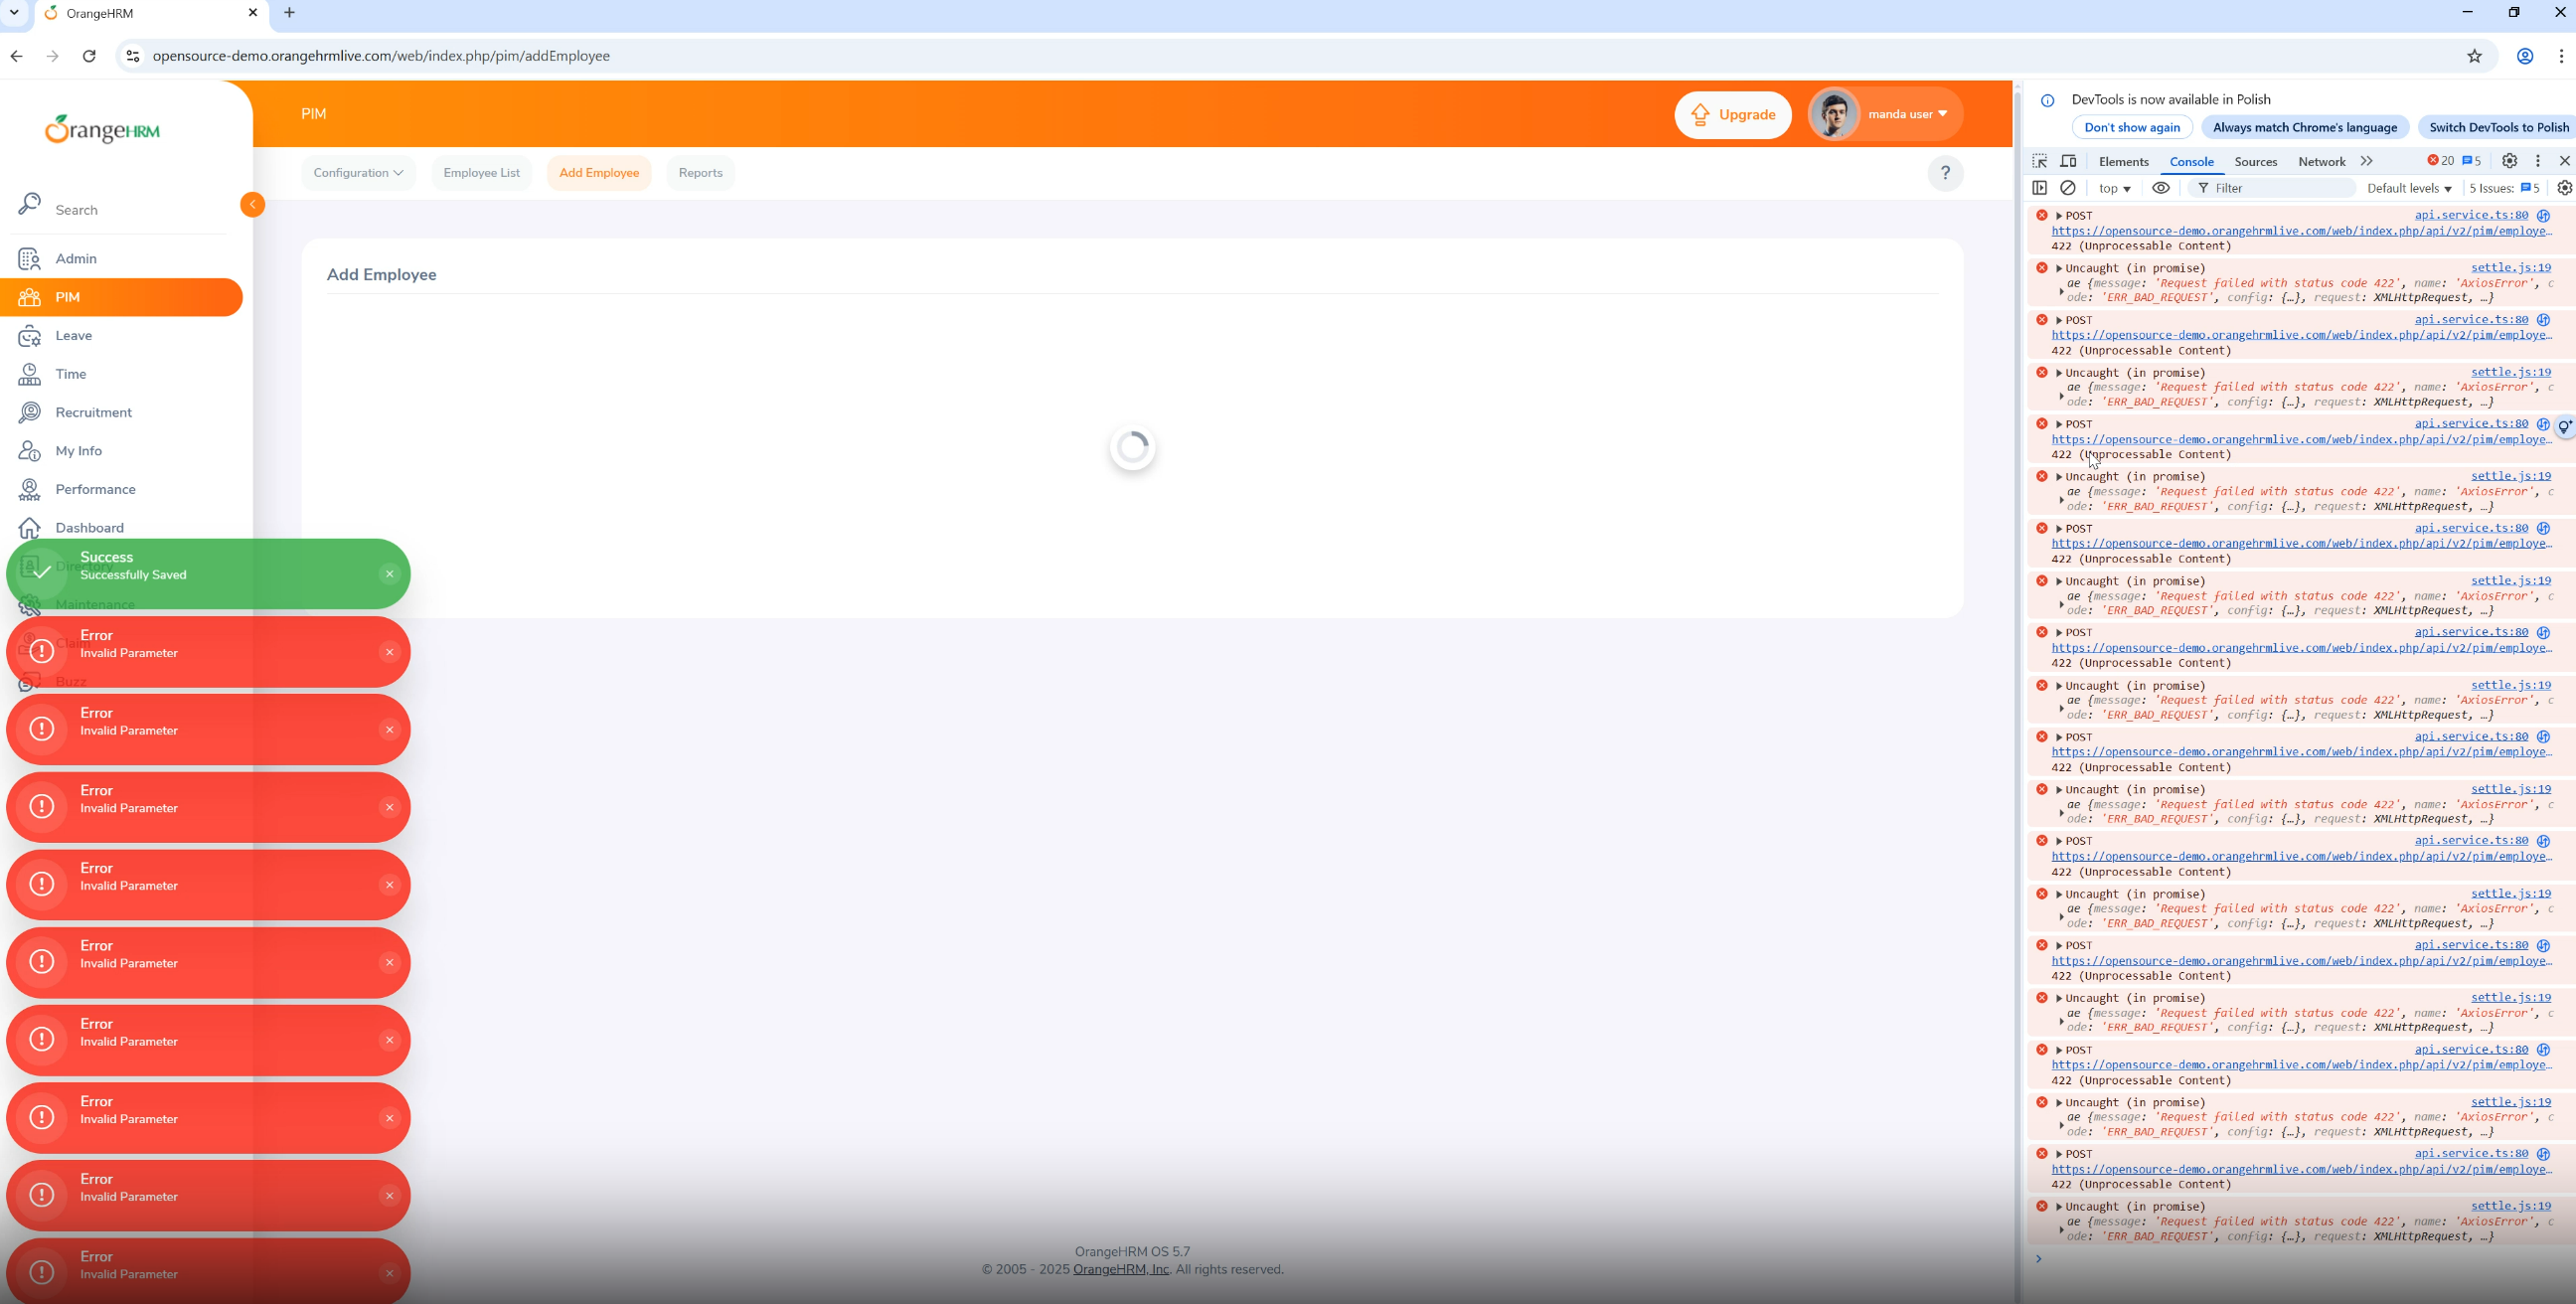 OrangeHRM
opensource-demo.orangehrmlive.com/web/index.php/pim/addEmployee
OrangeHRM
Search
Admin
PIM
Leave
Time
Recruitment
My Info
Performance
Dashboard
Directory
Maintenance
Claim
Buzz
PIM
Upgrade
manda user
Configuration
Employee List
Add Employee
Reports
?
Add Employee
Success
Successfully Saved
Error
Invalid Parameter
Error
Invalid Parameter
Error
Invalid Parameter
Error
Invalid Parameter
Error
Invalid Parameter
Error
Invalid Parameter
Error
Invalid Parameter
Error
Invalid Parameter
Error
Invalid Parameter
OrangeHRM OS 5.7
© 2005 - 2025 OrangeHRM, Inc. All rights reserved.
DevTools is now available in Polish
Don't show again Always match Chrome's language Switch DevTools to Polish
Elements Console Sources Network 20 5
top Filter Default levels 5 Issues: 5
POST api.service.ts:80
https://opensource-demo.orangehrmlive.com/web/index.php/api/v2/pim/employe…
422 (Unprocessable Content)
Uncaught (in promise) settle.js:19
ae {message: 'Request failed with status code 422', name: 'AxiosError', c
ode: 'ERR_BAD_REQUEST', config: {…}, request: XMLHttpRequest, …}
POST api.service.ts:80
https://opensource-demo.orangehrmlive.com/web/index.php/api/v2/pim/employe…
422 (Unprocessable Content)
Uncaught (in promise) settle.js:19
ae {message: 'Request failed with status code 422', name: 'AxiosError', c
ode: 'ERR_BAD_REQUEST', config: {…}, request: XMLHttpRequest, …}
POST api.service.ts:80
https://opensource-demo.orangehrmlive.com/web/index.php/api/v2/pim/employe…
422 (Unprocessable Content)
Uncaught (in promise) settle.js:19
ae {message: 'Request failed with status code 422', name: 'AxiosError', c
ode: 'ERR_BAD_REQUEST', config: {…}, request: XMLHttpRequest, …}
POST api.service.ts:80
https://opensource-demo.orangehrmlive.com/web/index.php/api/v2/pim/employe…
422 (Unprocessable Content)
Uncaught (in promise) settle.js:19
ae {message: 'Request failed with status code 422', name: 'AxiosError', c
ode: 'ERR_BAD_REQUEST', config: {…}, request: XMLHttpRequest, …}
POST api.service.ts:80
https://opensource-demo.orangehrmlive.com/web/index.php/api/v2/pim/employe…
422 (Unprocessable Content)
Uncaught (in promise) settle.js:19
ae {message: 'Request failed with status code 422', name: 'AxiosError', c
ode: 'ERR_BAD_REQUEST', config: {…}, request: XMLHttpRequest, …}
POST api.service.ts:80
https://opensource-demo.orangehrmlive.com/web/index.php/api/v2/pim/employe…
422 (Unprocessable Content)
Uncaught (in promise) settle.js:19
ae {message: 'Request failed with status code 422', name: 'AxiosError', c
ode: 'ERR_BAD_REQUEST', config: {…}, request: XMLHttpRequest, …}
POST api.service.ts:80
https://opensource-demo.orangehrmlive.com/web/index.php/api/v2/pim/employe…
422 (Unprocessable Content)
Uncaught (in promise) settle.js:19
ae {message: 'Request failed with status code 422', name: 'AxiosError', c
ode: 'ERR_BAD_REQUEST', config: {…}, request: XMLHttpRequest, …}
POST api.service.ts:80
https://opensource-demo.orangehrmlive.com/web/index.php/api/v2/pim/employe…
422 (Unprocessable Content)
Uncaught (in promise) settle.js:19
ae {message: 'Request failed with status code 422', name: 'AxiosError', c
ode: 'ERR_BAD_REQUEST', config: {…}, request: XMLHttpRequest, …}
POST api.service.ts:80
https://opensource-demo.orangehrmlive.com/web/index.php/api/v2/pim/employe…
422 (Unprocessable Content)
Uncaught (in promise) settle.js:19
ae {message: 'Request failed with status code 422', name: 'AxiosError', c
ode: 'ERR_BAD_REQUEST', config: {…}, request: XMLHttpRequest, …}
POST api.service.ts:80
https://opensource-demo.orangehrmlive.com/web/index.php/api/v2/pim/employe…
422 (Unprocessable Content)
Uncaught (in promise) settle.js:19
ae {message: 'Request failed with status code 422', name: 'AxiosError', c
ode: 'ERR_BAD_REQUEST', config: {…}, request: XMLHttpRequest, …}